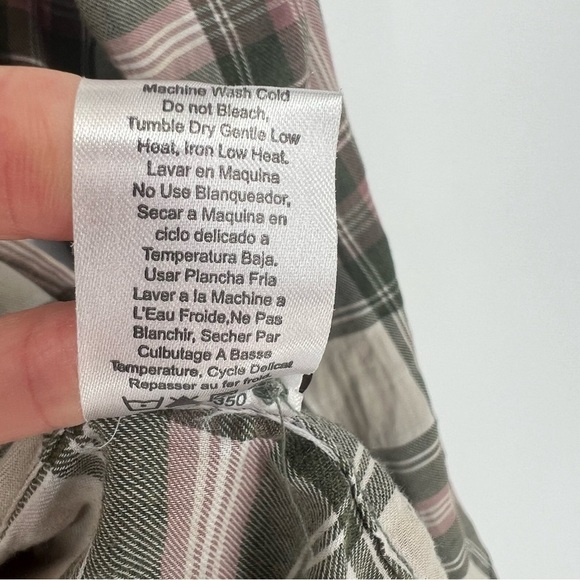 Machine Wash Cold
Do not Bleach,
Tumble Dry Gentle Low
Heat, Iron Low Heat.
Lavar en Maquina
No Use Blanqueador,
Secar a Maquina en
ciclo delicado a
Temperatura Baja.
Usar Plancha Fria
Laver a la Machine a
L'Eau Froide,Ne Pas
Blanchir, Secher Par
Culbutage A Basse
Temperature, Cycle Delicat
Repasser au fer froid.
350